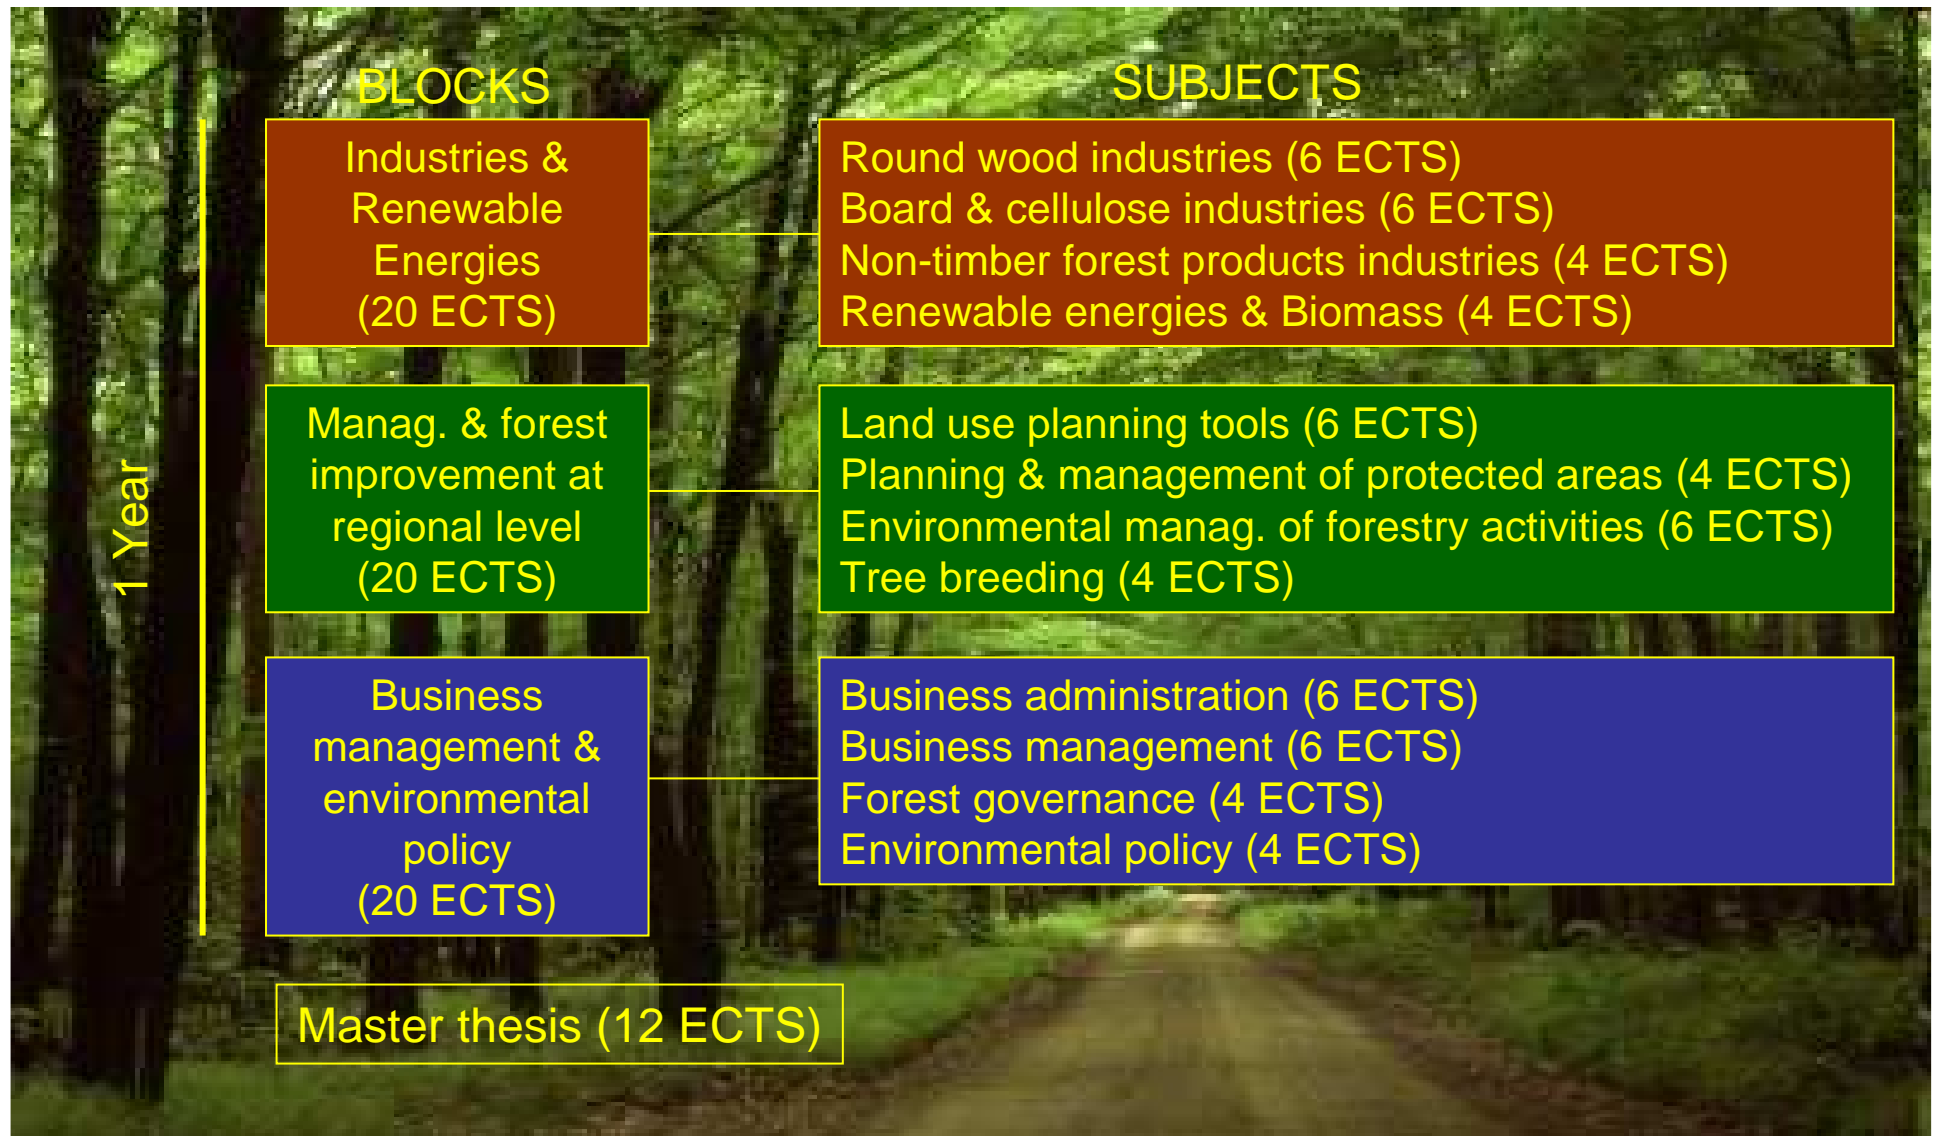 BLOCKS
SUBJECTS
1 Year
Industries &
Renewable
Energies
(20 ECTS)
Round wood industries (6 ECTS)
Board & cellulose industries (6 ECTS)
Non-timber forest products industries (4 ECTS)
Renewable energies & Biomass (4 ECTS)
Manag. & forest
improvement at
regional level
(20 ECTS)
Land use planning tools (6 ECTS)
Planning & management of protected areas (4 ECTS)
Environmental manag. of forestry activities (6 ECTS)
Tree breeding (4 ECTS)
Business
management &
environmental
policy
(20 ECTS)
Business administration (6 ECTS)
Business management (6 ECTS)
Forest governance (4 ECTS)
Environmental policy (4 ECTS)
Master thesis (12 ECTS)